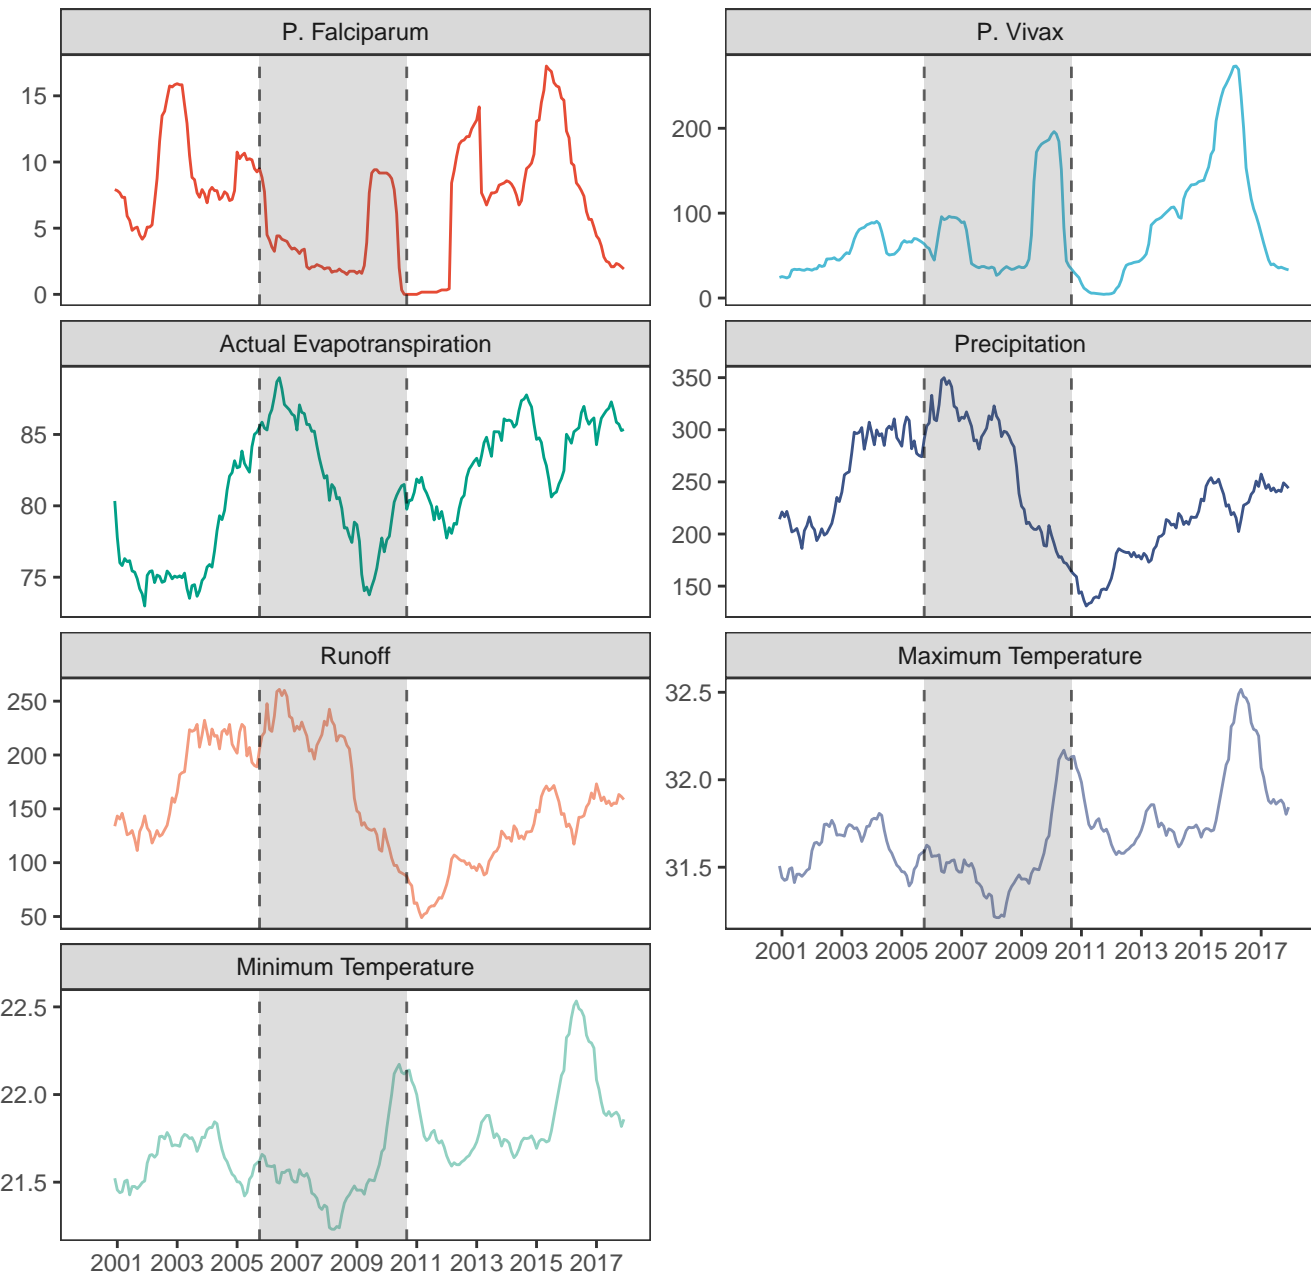 P. Falciparum
P. Vivax
15
10
5
0
200
100
0
Actual Evapotranspiration
Precipitation
85
80
75
350
300
250
200
150
Runoff
Maximum Temperature
250
200
150
100
50
32.5
32.0
31.5
2001 2003 2005 2007 2009 2011 2013 2015 2017
Minimum Temperature
22.5
22.0
21.5
2001 2003 2005 2007 2009 2011 2013 2015 2017